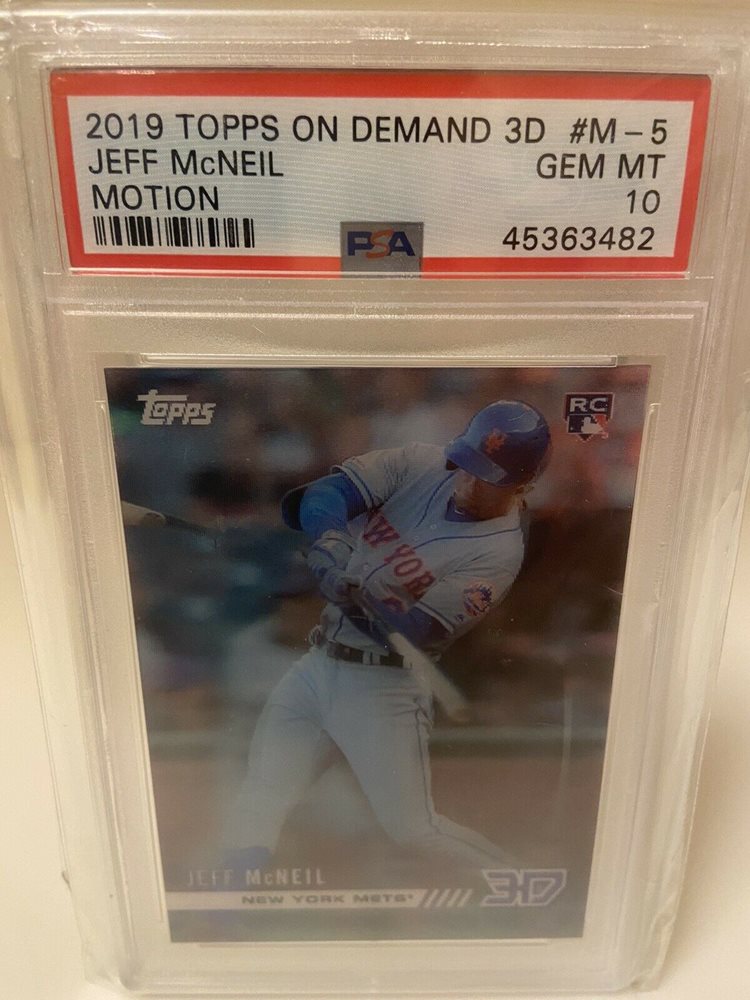 2019 TOPPS ON DEMAND 3D #M-5
JEFF McNEIL GEM MT
MOTION 10
PSA 45363482
topps
RC
NEW YORK
JEFF McNEIL
NEW YORK METS
3D